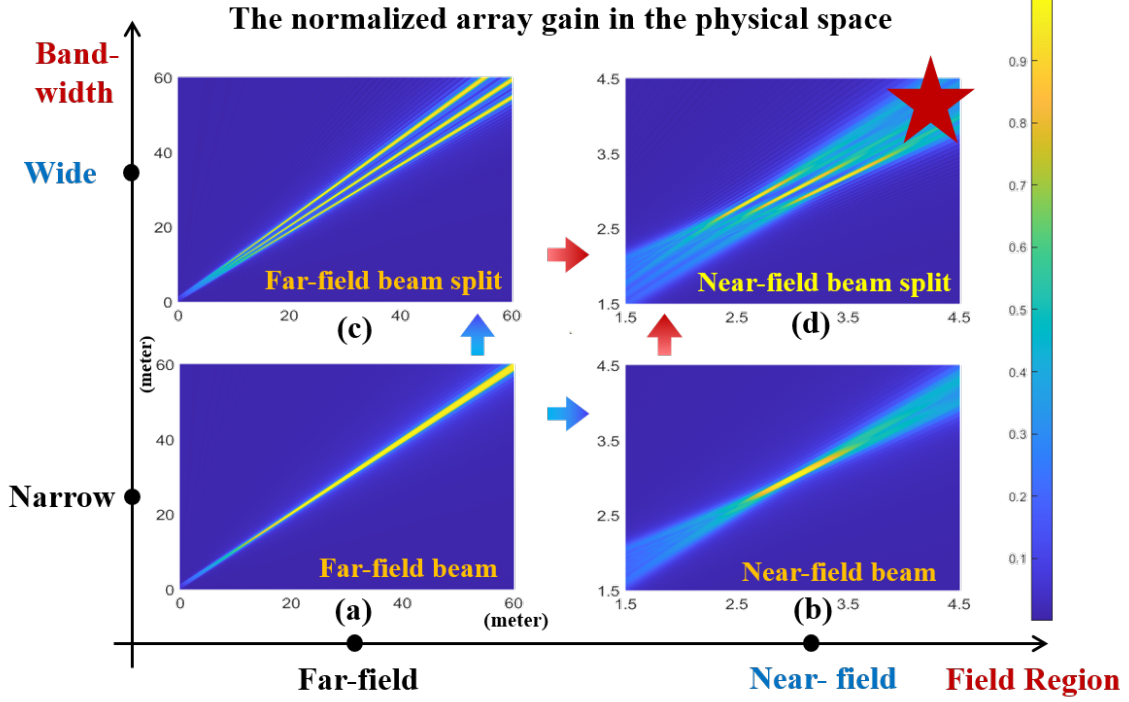 The normalized array gain in the physical space
Band-
width
Wide
Narrow
60
40
20
0
0
20
40
60
Far-field beam split
(c)
4.5
3.5
2.5
1.5
1.5
2.5
3.5
4.5
Near-field beam split
(d)
(meter)
60
40
20
0
0
20
40
60
Far-field beam
(a)
(meter)
4.5
3.5
2.5
1.5
1.5
2.5
3.5
4.5
Near-field beam
(b)
0.9
0.8
0.7
0.6
0.5
0.4
0.3
0.2
0.1
Far-field
Near- field
Field Region